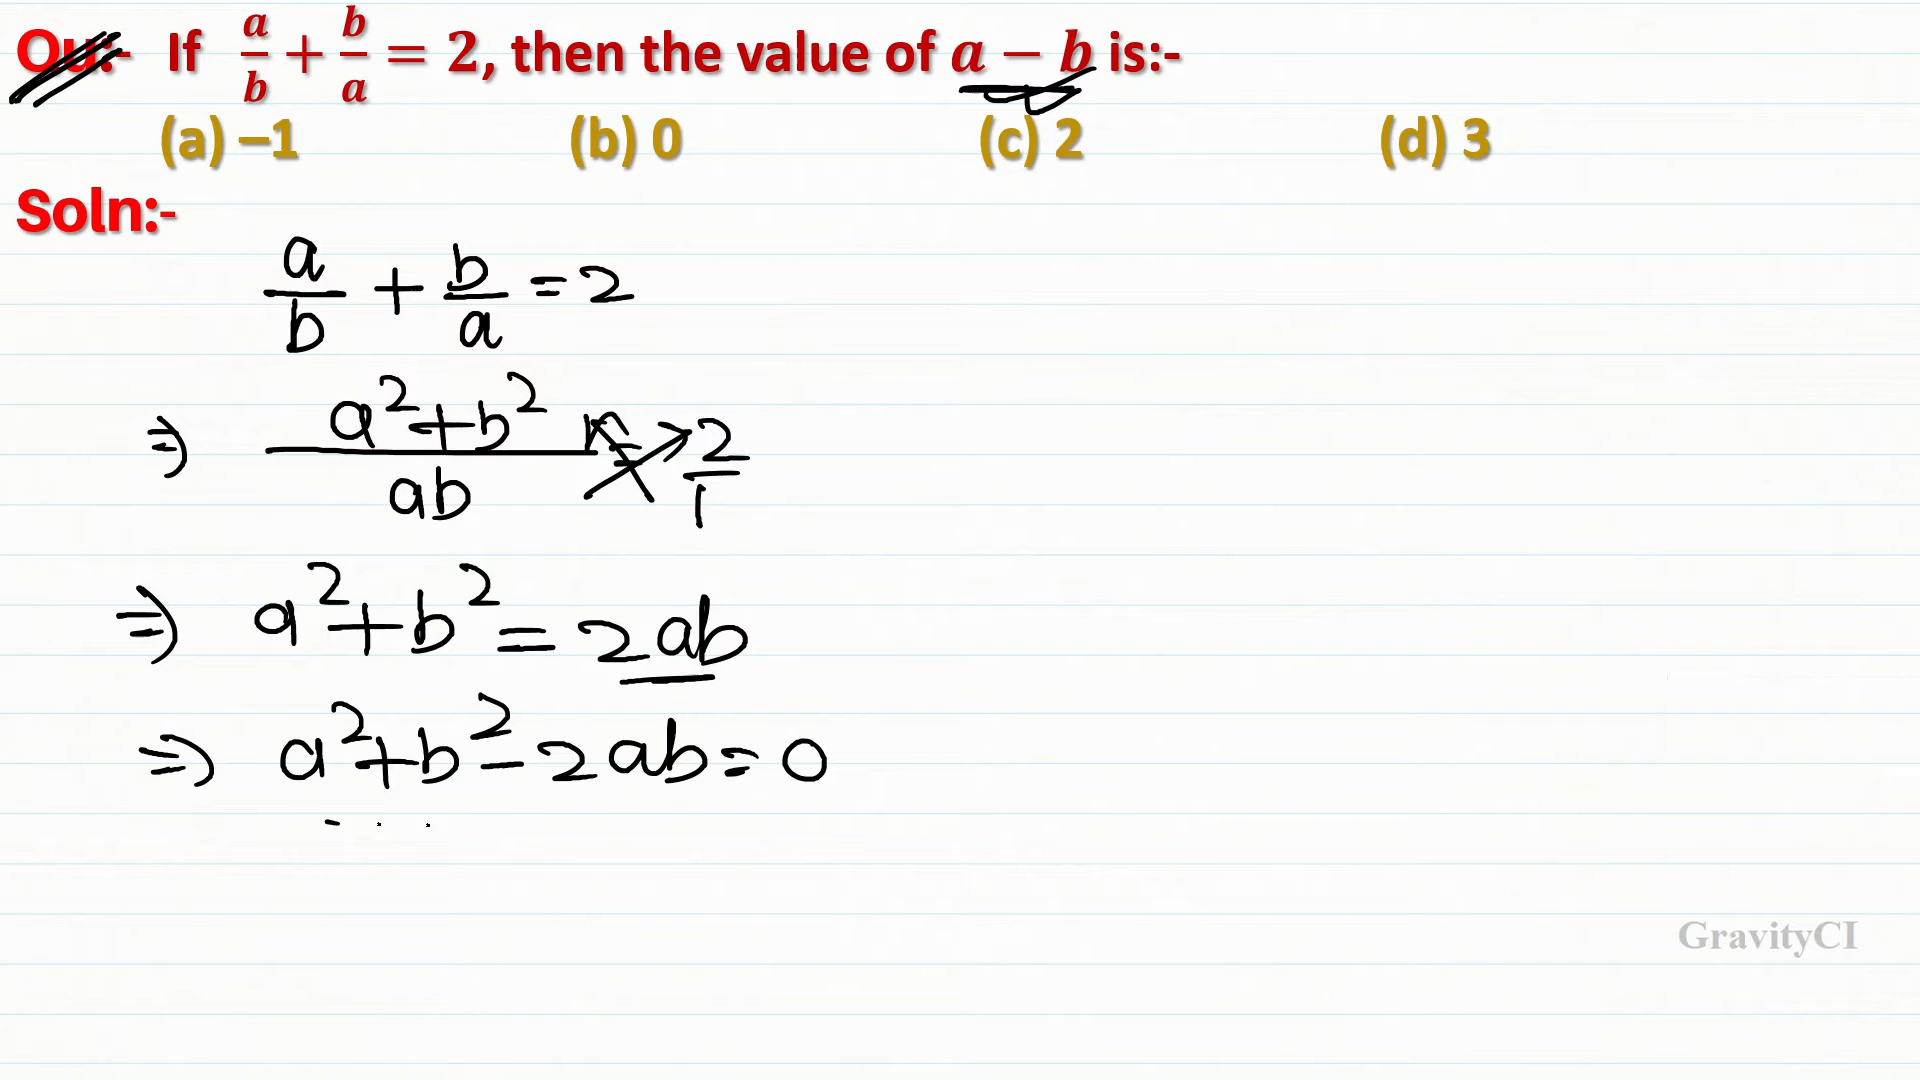 Qu:- If a/b + b/a = 2, then the value of a − b is:-
(a) –1 (b) 0 (c) 2 (d) 3
Soln:-
a/b + b/a = 2
⇒ a²+b²/ab = 2/1
⇒ a²+b² = 2ab
⇒ a²+b²−2ab=0
GravityCI